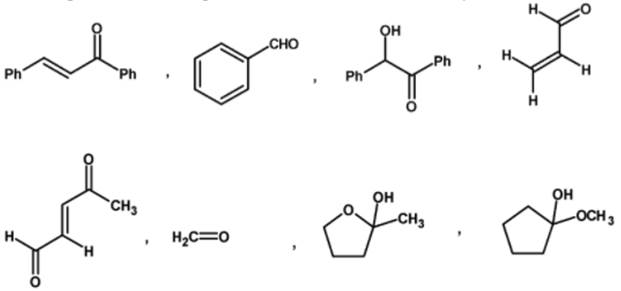 O OH H O
Ph Ph , CHO , Ph Ph , H H
O H
O
CH3
H H , H2C=O , O OH CH3 , OH OCH3
O